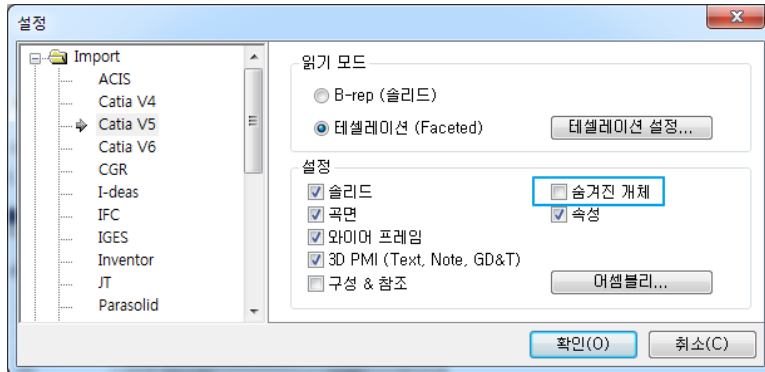 설정
Import
ACIS
Catia V4
Catia V5
Catia V6
CGR
I-deas
IFC
IGES
Inventor
JT
Parasolid
읽기 모드
B-rep (솔리드)
테셀레이션 (Faceted)
테셀레이션 설정...
설정
솔리드
숨겨진 개체
곡면
속성
와이어 프레임
3D PMI (Text, Note, GD&T)
구성 & 참조
어셈블리...
확인(O)
취소(C)